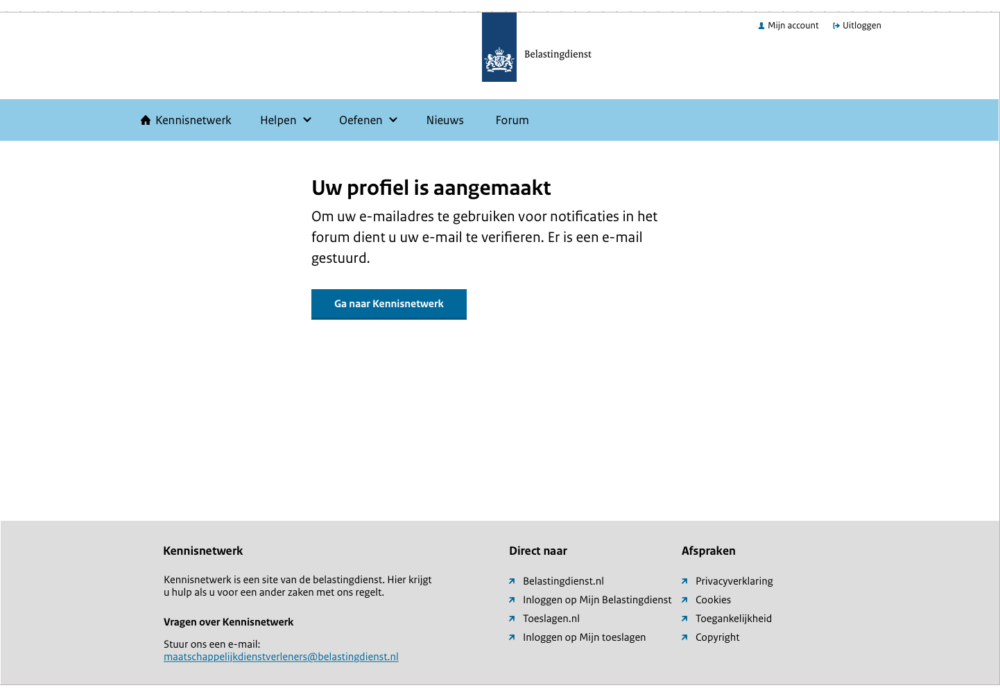 Mijn account
Uitloggen
Belastingdienst
Kennisnetwerk
Helpen
Oefenen
Nieuws
Forum
Uw profiel is aangemaakt
Om uw e-mailadres te gebruiken voor notificaties in het
forum dient u uw e-mail te verifieren. Er is een e-mail
gestuurd.
Ga naar Kennisnetwerk
Kennisnetwerk
Kennisnetwerk is een site van de belastingdienst. Hier krijgt
u hulp als u voor een ander zaken met ons regelt.
Vragen over Kennisnetwerk
Stuur ons een e-mail:
maatschappelijkdienstverleners@belastingdienst.nl
Direct naar
Belastingdienst.nl
Inloggen op Mijn Belastingdienst
Toeslagen.nl
Inloggen op Mijn toeslagen
Afspraken
Privacyverklaring
Cookies
Toegankelijkheid
Copyright